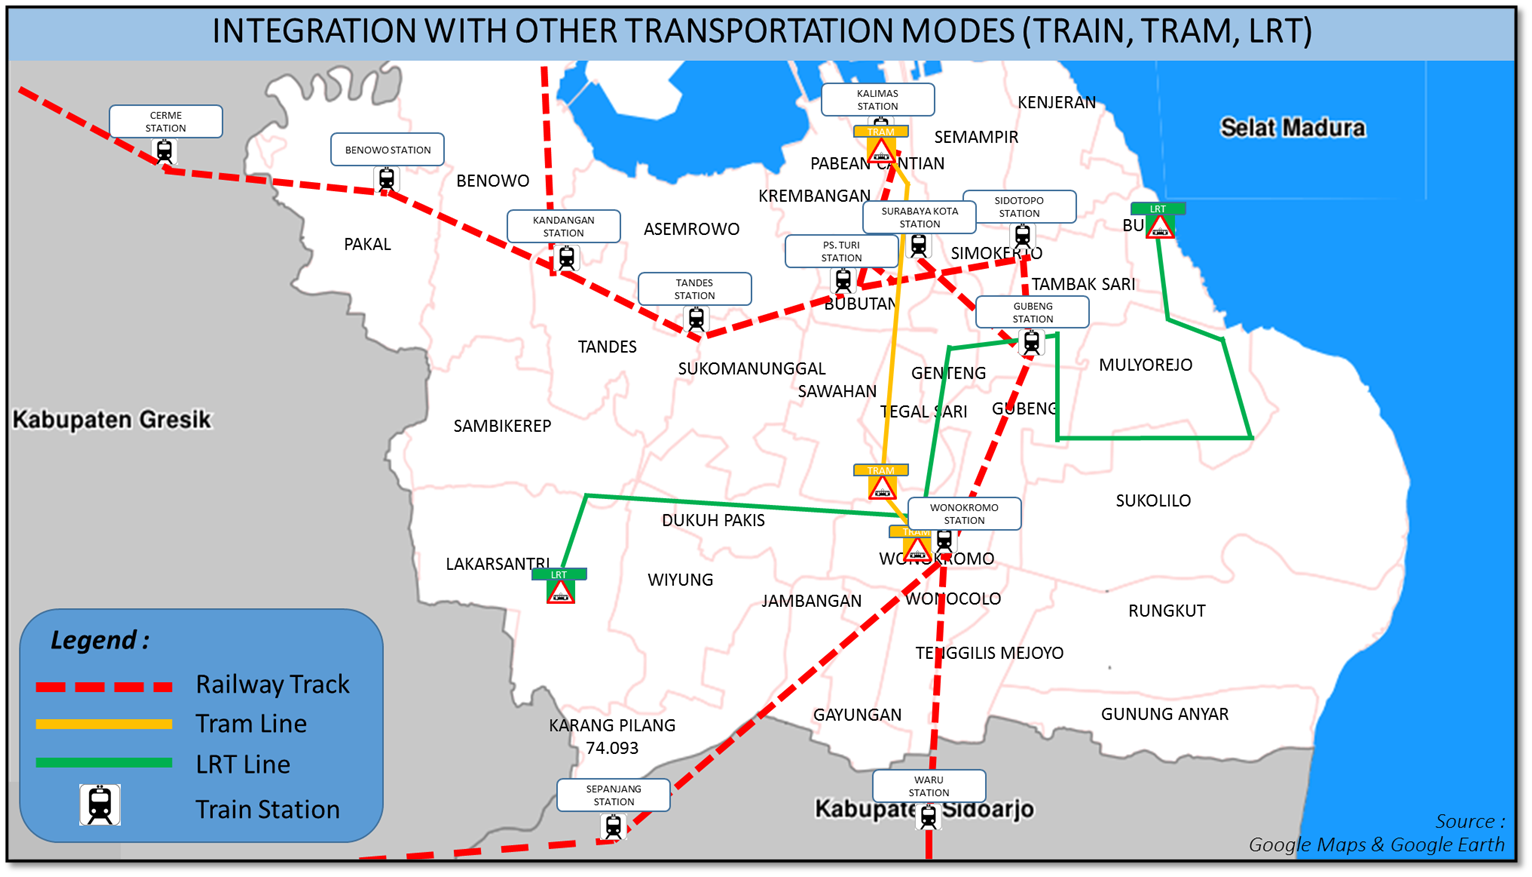 INTEGRATION WITH OTHER TRANSPORTATION MODES (TRAIN, TRAM, LRT)
KALIMAS
STATION
KENJERAN
CERME
STATION
TRAM
SEMAMPIR
Selat Madura
BENOWO STATION
PABEAN CANTIAN
BENOWO
KREMBANGAN
SIDOTOPO
STATION
SURABAYA KOTA
STATION
LRT
KANDANGAN
STATION
ASEMROWO
BU
PAKAL
PS. TURI
STATION
SIMOKERTO
TANDES
STATION
TAMBAK SARI
BUBUTAN
GUBENG
STATION
TANDES
SUKOMANUNGGAL
GENTENG
MULYOREJO
SAWAHAN
TEGAL SARI
GUBENG
Kabupaten Gresik
SAMBIKEREP
TRAM
SUKOLILO
DUKUH PAKIS
WONOKROMO
STATION
TRAM
LAKARSANTRI
WONOKROMO
LRT
WIYUNG
JAMBANGAN
WONOCOLO
RUNGKUT
TENGGILIS MEJOYO
GAYUNGAN
GUNUNG ANYAR
KARANG PILANG
74.093
SEPANJANG
STATION
WARU
STATION
Kabupaten Sidoarjo
Legend :
Railway Track
Tram Line
LRT Line
Train Station
Source :
Google Maps & Google Earth